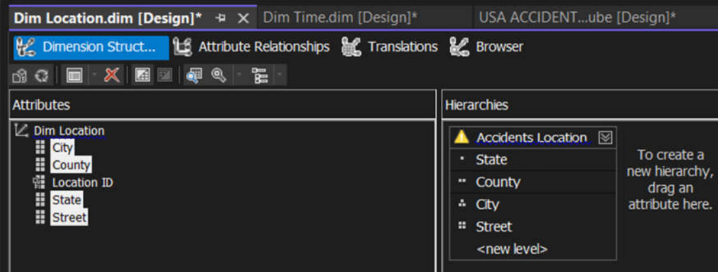 Dim Location.dim [Design]* Dim Time.dim [Design]* USA ACCIDENT...ube [Design]*
Dimension Struct... Attribute Relationships Translations Browser
Attributes
Dim Location
City
County
Location ID
State
Street
Hierarchies
Accidents Location
State
County
City
Street
<new level>
To create a
new hierarchy,
drag an
attribute here.